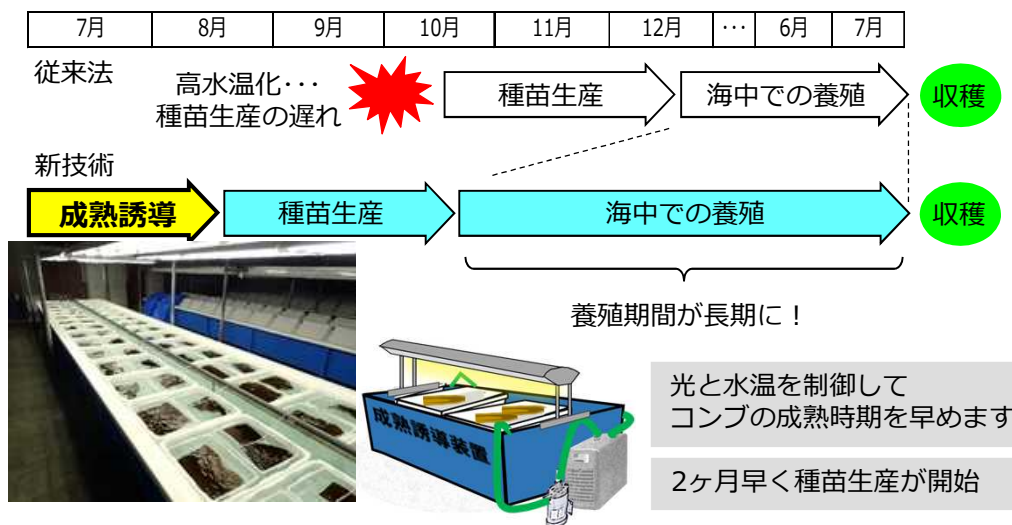 7月 8月 9月 10月 11月 12月 ･･･ 6月 7月
従来法
高水温化･･･
種苗生産の遅れ
種苗生産
海中での養殖
収穫
新技術
成熟誘導
種苗生産
海中での養殖
収穫
養殖期間が長期に！
成熟誘導装置
光と水温を制御して
コンブの成熟時期を早めます
2ヶ月早く種苗生産が開始